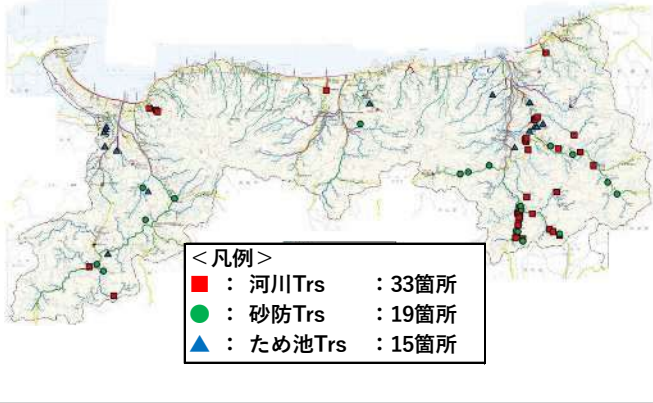 ＜凡例＞
■ ： 河川Trs ：33箇所
● ： 砂防Trs ：19箇所
▲ ： ため池Trs ：15箇所